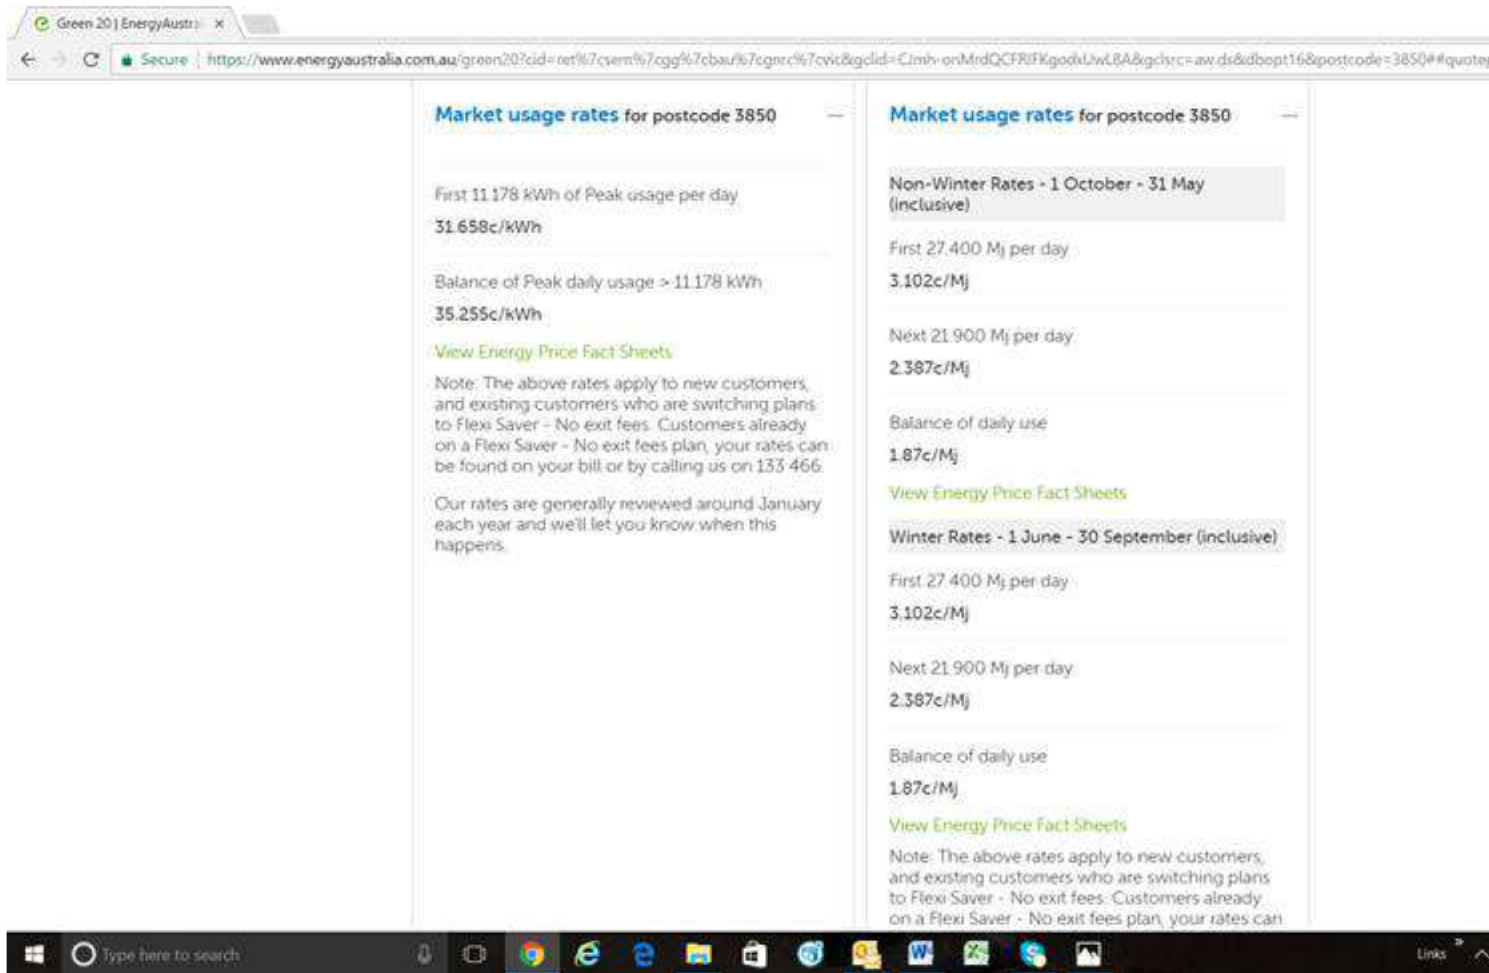 Green 20 | EnergyAustra
Secure
Market usage rates for postcode 3850
First 11.178 kWh of Peak usage per day
31.658c/kWh
Balance of Peak daily usage > 11.178 kWh
35.255c/kWh
View Energy Price Fact Sheets
Note: The above rates apply to new customers,
and existing customers who are switching plans
to Flexi Saver - No exit fees. Customers already
on a Flexi Saver - No exit fees plan, your rates can
be found on your bill or by calling us on 133 466.
Our rates are generally reviewed around January
each year and we'll let you know when this
happens.
Market usage rates for postcode 3850
Non-Winter Rates - 1 October - 31 May
(inclusive)
First 27.400 Mj per day
3.102c/Mj
Next 21.900 Mj per day
2.387c/Mj
Balance of daily use
1.87c/Mj
View Energy Price Fact Sheets
Winter Rates - 1 June - 30 September (inclusive)
First 27.400 Mj per day
3.102c/Mj
Next 21.900 Mj per day
2.387c/Mj
Balance of daily use
1.87c/Mj
View Energy Price Fact Sheets
Note: The above rates apply to new customers,
and existing customers who are switching plans
to Flexi Saver - No exit fees. Customers already
on a Flexi Saver - No exit fees plan, your rates can
Type here to search
Links